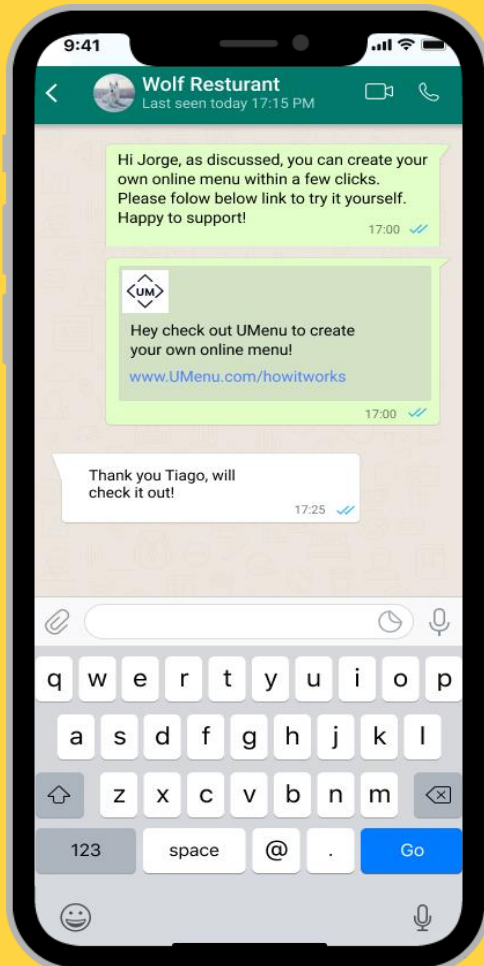 9:41
Wolf Resturant
Last seen today 17:15 PM
Hi Jorge, as discussed, you can create your
own online menu within a few clicks.
Please folow below link to try it yourself.
Happy to support!
17:00
UM
Hey check out UMenu to create
your own online menu!
www.UMenu.com/howitworks
17:00
Thank you Tiago, will
check it out!
17:25
q w e r t y u i o p
a s d f g h j k l
z x c v b n m
123 space @ . Go